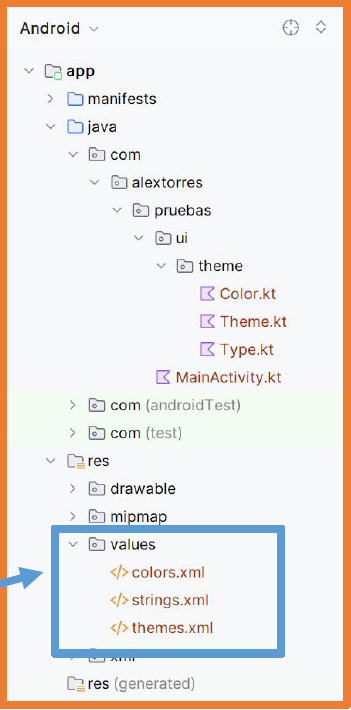 Android
app
manifests
java
com
alextorres
pruebas
ui
theme
Color.kt
Theme.kt
Type.kt
MainActivity.kt
com (androidTest)
com (test)
res
drawable
mipmap
values
</> colors.xml
</> strings.xml
</> themes.xml
xml
res (generated)